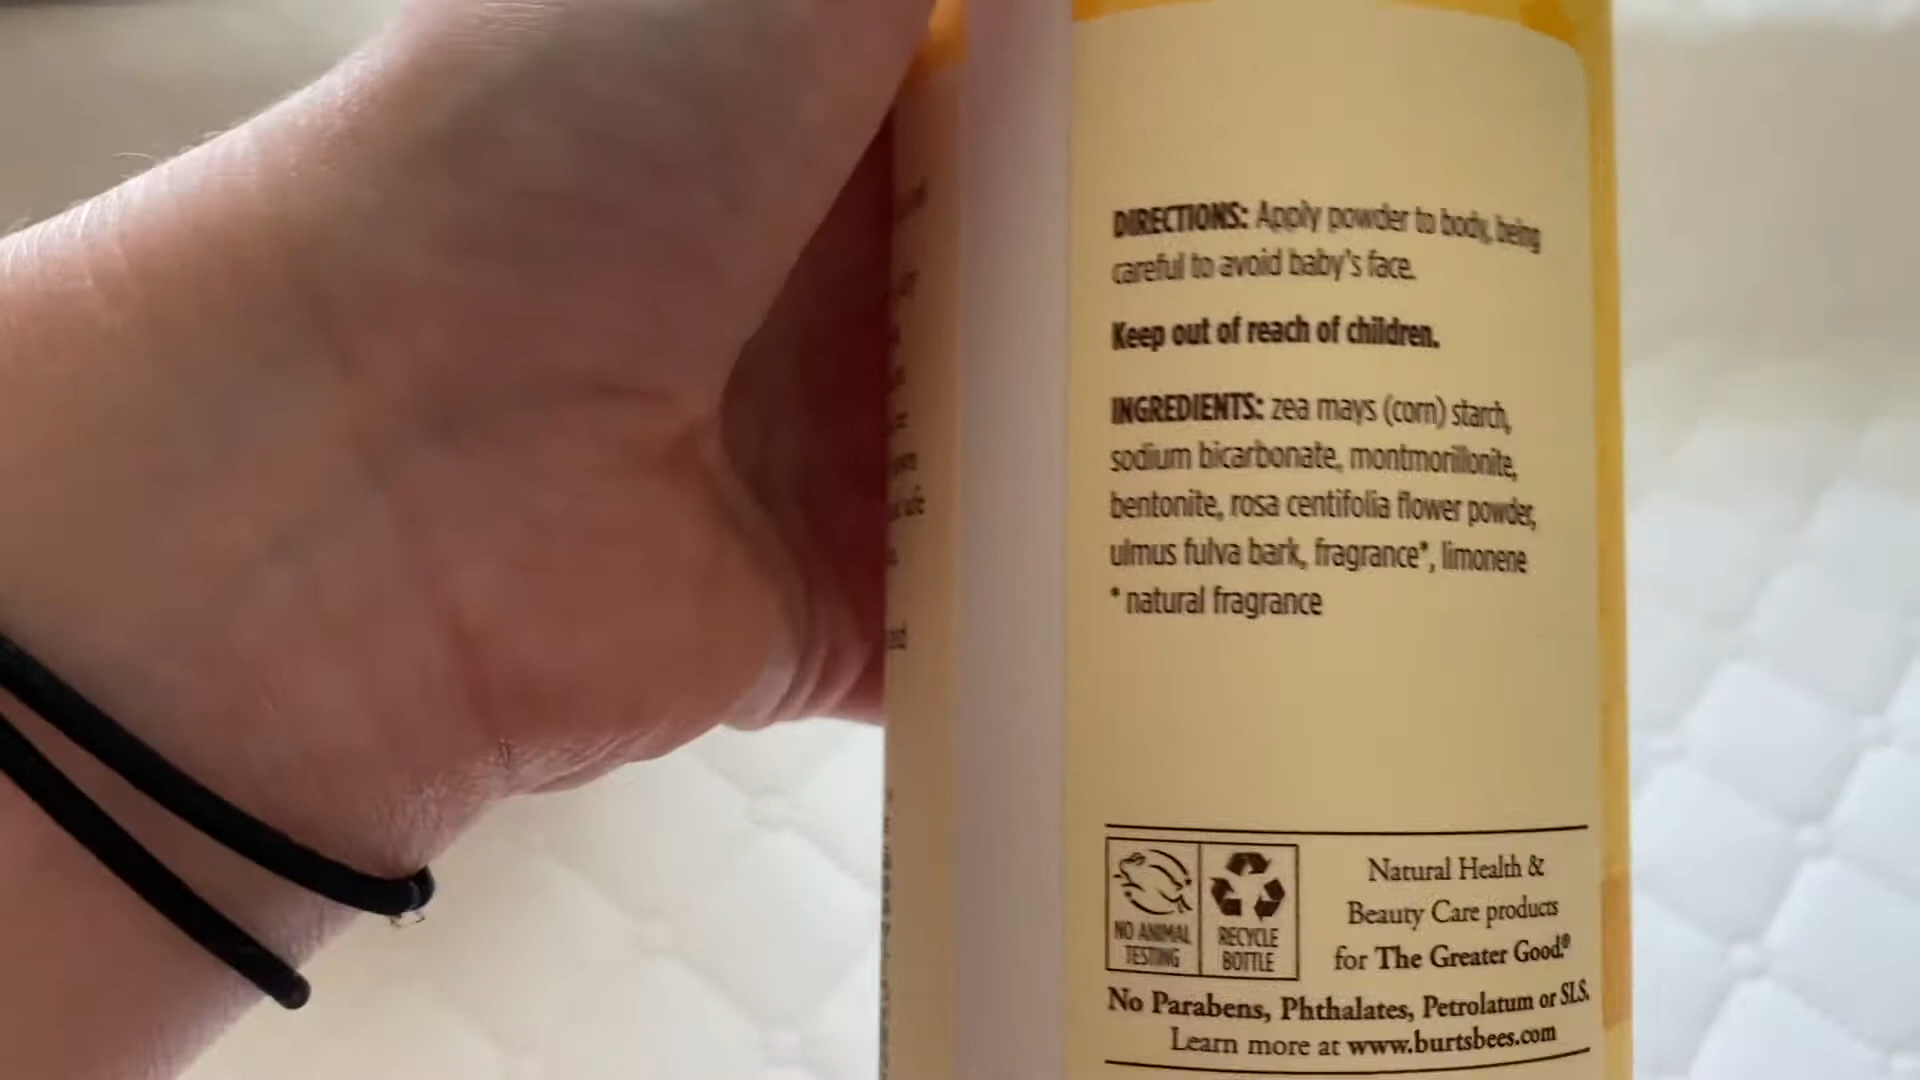 DIRECTIONS: Apply powder to body, being
careful to avoid baby's face.
Keep out of reach of children.
INGREDIENTS: zea mays (corn) starch,
sodium bicarbonate, montmorillonite,
bentonite, rosa centifolia flower powder,
ulmus fulva bark, fragrance*, limonene
* natural fragrance
NO ANIMAL
TESTING
RECYCLE
BOTTLE
Natural Health &
Beauty Care products
for The Greater Good.®
No Parabens, Phthalates, Petrolatum or SLS.
Learn more at www.burtsbees.com